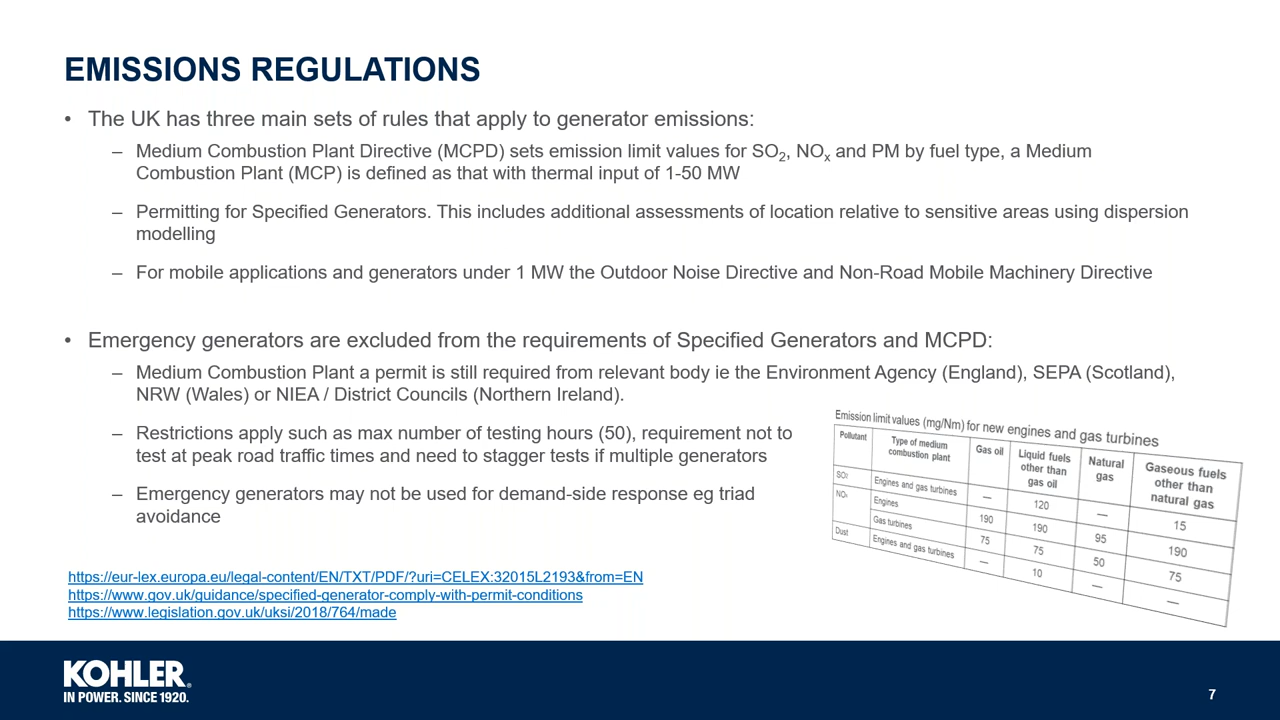 EMISSIONS REGULATIONS
• The UK has three main sets of rules that apply to generator emissions:
– Medium Combustion Plant Directive (MCPD) sets emission limit values for SO2, NOx and PM by fuel type, a Medium
Combustion Plant (MCP) is defined as that with thermal input of 1-50 MW
– Permitting for Specified Generators. This includes additional assessments of location relative to sensitive areas using dispersion
modelling
– For mobile applications and generators under 1 MW the Outdoor Noise Directive and Non-Road Mobile Machinery Directive
• Emergency generators are excluded from the requirements of Specified Generators and MCPD:
– Medium Combustion Plant a permit is still required from relevant body ie the Environment Agency (England), SEPA (Scotland),
NRW (Wales) or NIEA / District Councils (Northern Ireland).
– Restrictions apply such as max number of testing hours (50), requirement not to
test at peak road traffic times and need to stagger tests if multiple generators
– Emergency generators may not be used for demand-side response eg triad
avoidance
Emission limit values (mg/Nm) for new engines and gas turbines
Pollutant Type of medium combustion plant Gas oil Liquid fuels other than gas oil Natural gas Gaseous fuels other than natural gas
SO2 Engines and gas turbines — 120 — 15
NOx Engines 190 190 95 190
Gas turbines 75 75 50 75
Dust Engines and gas turbines — 10 — —
https://eur-lex.europa.eu/legal-content/EN/TXT/PDF/?uri=CELEX:32015L2193&from=EN
https://www.gov.uk/guidance/specified-generator-comply-with-permit-conditions
https://www.legislation.gov.uk/uksi/2018/764/made
KOHLER®
IN POWER. SINCE 1920.
7